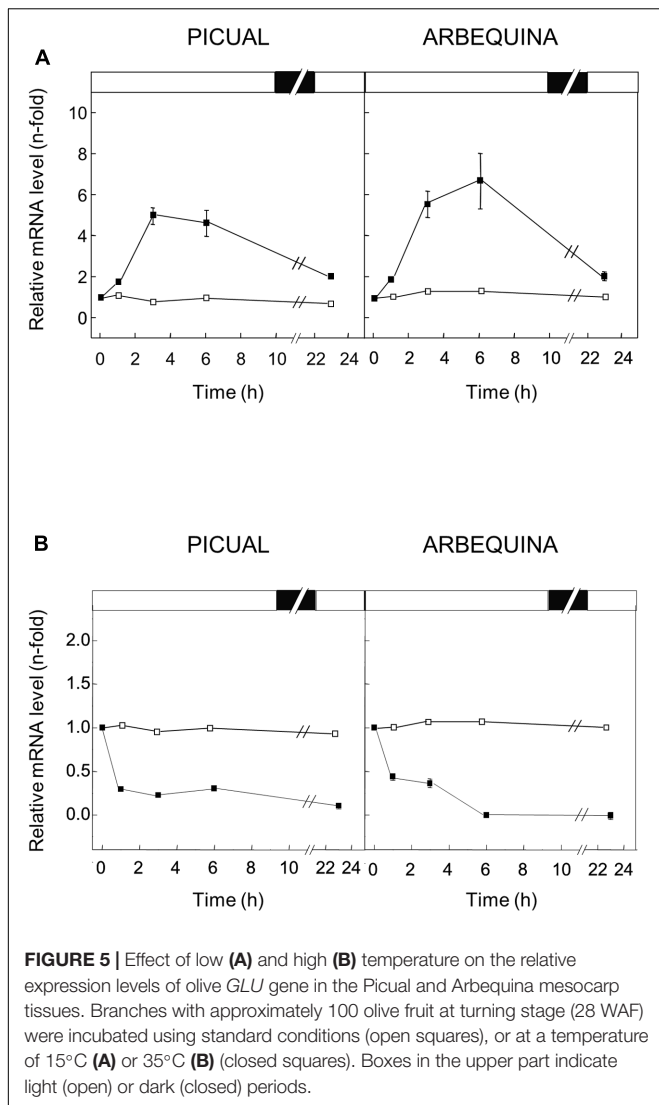 PICUAL ARBEQUINA
A
Relative mRNA level (n-fold)
10
8
6
4
2
0
0 2 4 6 8 10 22 24 0 2 4 6 8 10 22 24
Time (h) Time (h)
B
PICUAL ARBEQUINA
Relative mRNA level (n-fold)
2.0
1.5
1.0
0.5
0.0
0 2 4 6 8 10 22 24 0 2 4 6 8 10 22 24
Time (h) Time (h)
FIGURE 5 | Effect of low (A) and high (B) temperature on the relative
expression levels of olive GLU gene in the Picual and Arbequina mesocarp
tissues. Branches with approximately 100 olive fruit at turning stage (28 WAF)
were incubated using standard conditions (open squares), or at a temperature
of 15°C (A) or 35°C (B) (closed squares). Boxes in the upper part indicate
light (open) or dark (closed) periods.